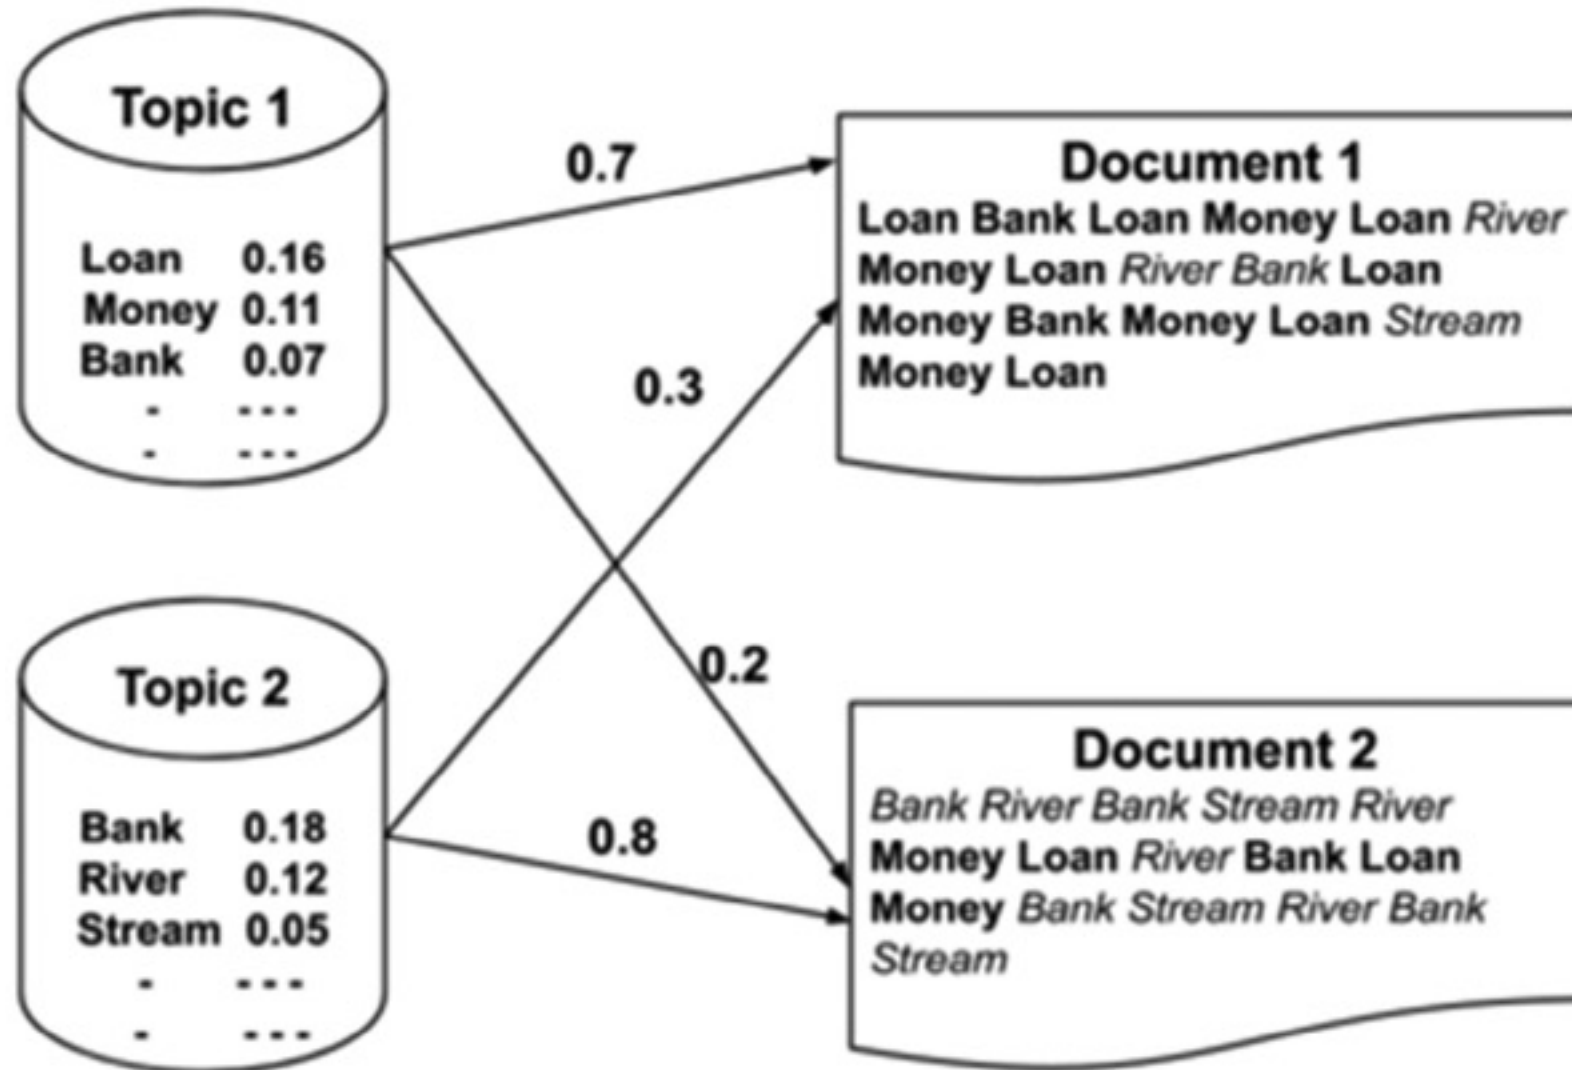 Topic 1
Loan 0.16
Money 0.11
Bank 0.07
- ---
- ---
0.7
0.3
0.2
0.8
Document 1
Loan Bank Loan Money Loan River
Money Loan River Bank Loan
Money Bank Money Loan Stream
Money Loan
Topic 2
Bank 0.18
River 0.12
Stream 0.05
- ---
- ---
Document 2
Bank River Bank Stream River
Money Loan River Bank Loan
Money Bank Stream River Bank
Stream